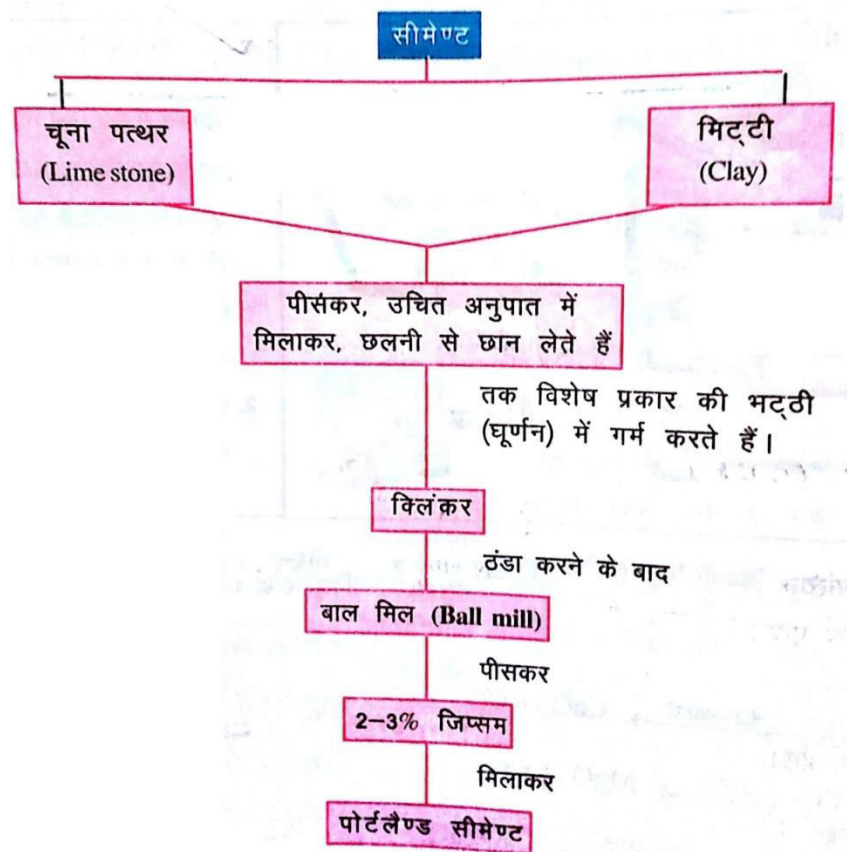 सीमेण्ट
चूना पत्थर
(Lime stone)
मिट्टी
(Clay)
पीसकर, उचित अनुपात में
मिलाकर, छलनी से छान लेते हैं
तक विशेष प्रकार की भट्ठी
(घूर्णन) में गर्म करते हैं।
क्लिंकर
ठंडा करने के बाद
बाल मिल (Ball mill)
पीसकर
2–3% जिप्सम
मिलाकर
पोर्टलैण्ड सीमेण्ट